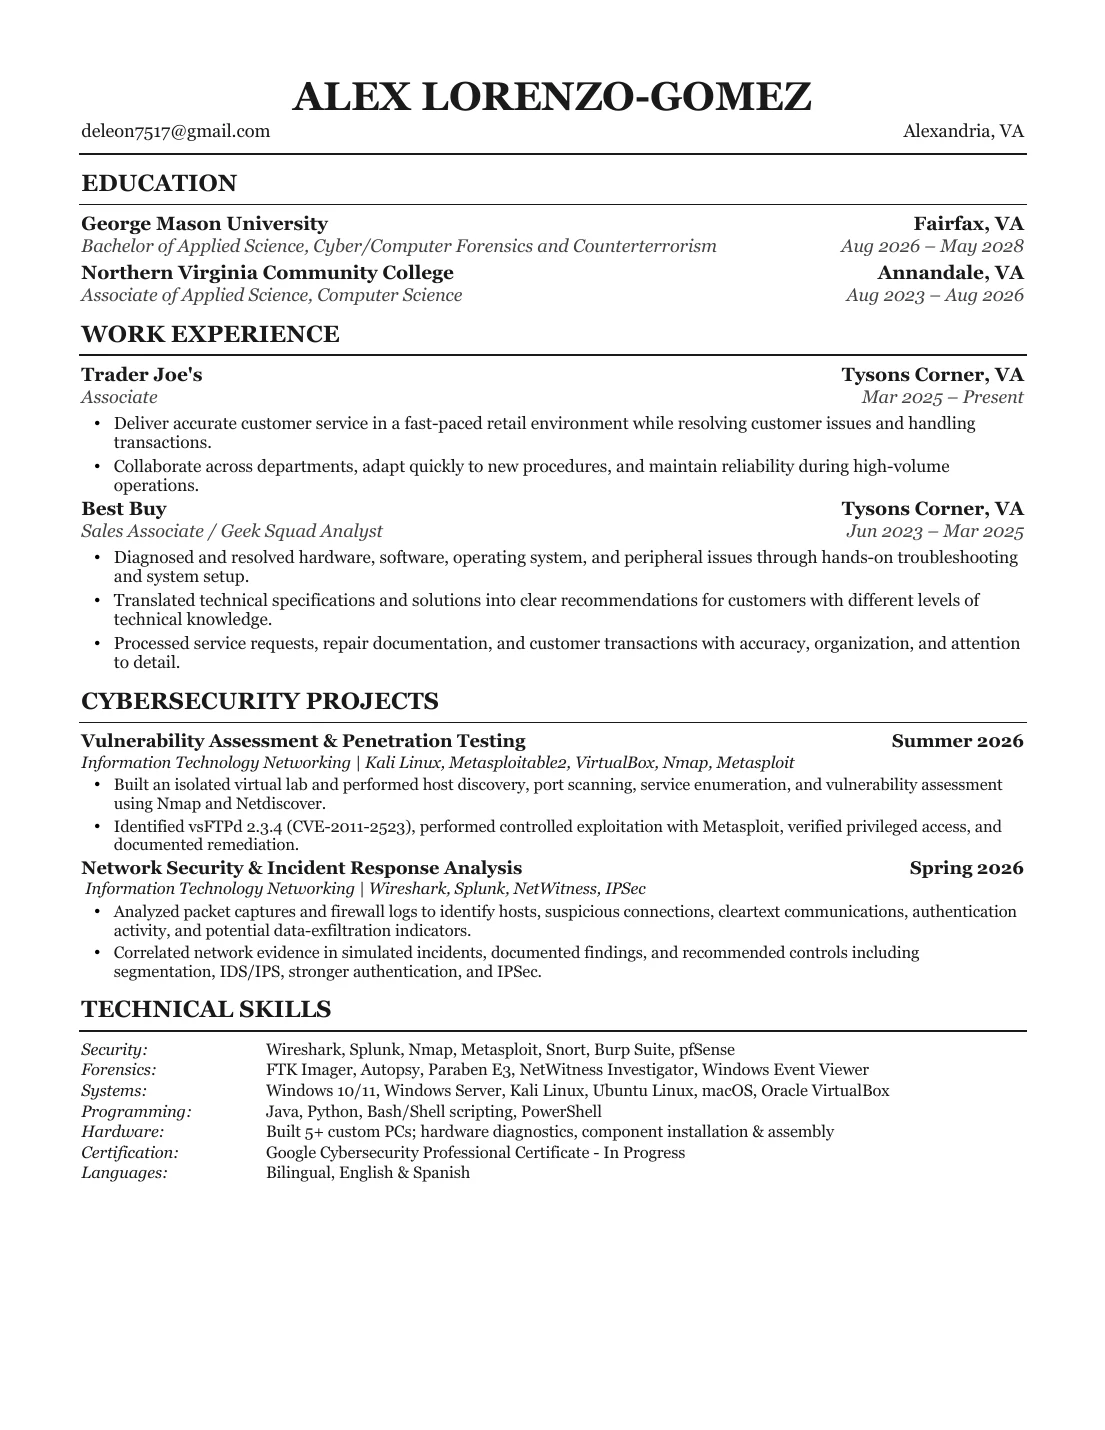 ALEX LORENZO-GOMEZ
deleon7517@gmail.com Alexandria, VA
EDUCATION
George Mason University Fairfax, VA
Bachelor of Applied Science, Cyber/Computer Forensics and Counterterrorism Aug 2026 – May 2028
Northern Virginia Community College Annandale, VA
Associate of Applied Science, Computer Science Aug 2023 – Aug 2026
WORK EXPERIENCE
Trader Joe's Tysons Corner, VA
Associate Mar 2025 – Present
• Deliver accurate customer service in a fast-paced retail environment while resolving customer issues and handling
transactions.
• Collaborate across departments, adapt quickly to new procedures, and maintain reliability during high-volume
operations.
Best Buy Tysons Corner, VA
Sales Associate / Geek Squad Analyst Jun 2023 – Mar 2025
• Diagnosed and resolved hardware, software, operating system, and peripheral issues through hands-on troubleshooting
and system setup.
• Translated technical specifications and solutions into clear recommendations for customers with different levels of
technical knowledge.
• Processed service requests, repair documentation, and customer transactions with accuracy, organization, and attention
to detail.
CYBERSECURITY PROJECTS
Vulnerability Assessment & Penetration Testing Summer 2026
Information Technology Networking | Kali Linux, Metasploitable2, VirtualBox, Nmap, Metasploit
• Built an isolated virtual lab and performed host discovery, port scanning, service enumeration, and vulnerability assessment
using Nmap and Netdiscover.
• Identified vsFTPd 2.3.4 (CVE-2011-2523), performed controlled exploitation with Metasploit, verified privileged access, and
documented remediation.
Network Security & Incident Response Analysis Spring 2026
Information Technology Networking | Wireshark, Splunk, NetWitness, IPSec
• Analyzed packet captures and firewall logs to identify hosts, suspicious connections, cleartext communications, authentication
activity, and potential data-exfiltration indicators.
• Correlated network evidence in simulated incidents, documented findings, and recommended controls including
segmentation, IDS/IPS, stronger authentication, and IPSec.
TECHNICAL SKILLS
Security: Wireshark, Splunk, Nmap, Metasploit, Snort, Burp Suite, pfSense
Forensics: FTK Imager, Autopsy, Paraben E3, NetWitness Investigator, Windows Event Viewer
Systems: Windows 10/11, Windows Server, Kali Linux, Ubuntu Linux, macOS, Oracle VirtualBox
Programming: Java, Python, Bash/Shell scripting, PowerShell
Hardware: Built 5+ custom PCs; hardware diagnostics, component installation & assembly
Certification: Google Cybersecurity Professional Certificate - In Progress
Languages: Bilingual, English & Spanish